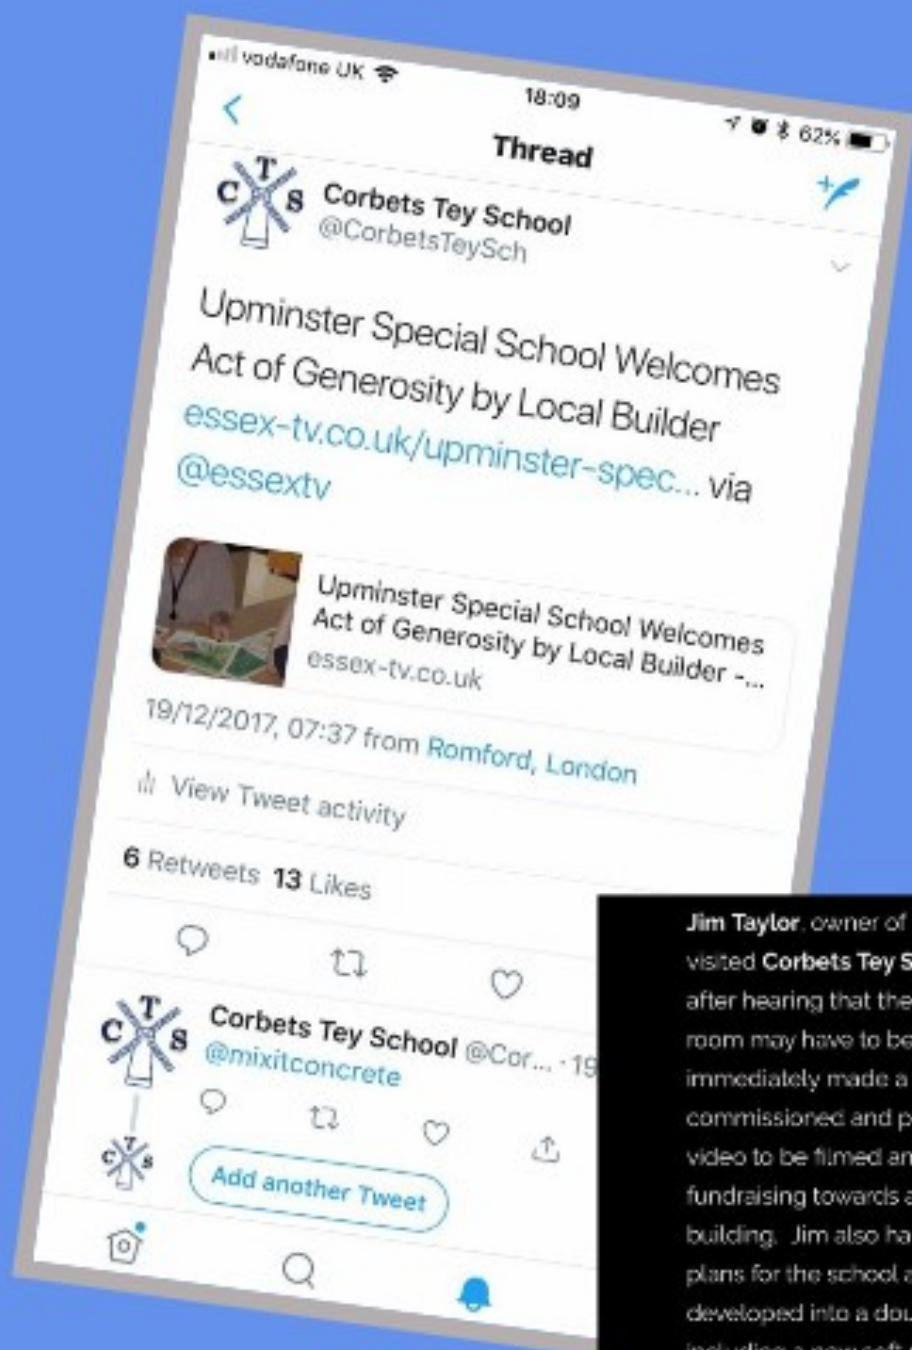 vodafone UK
18:09
62%
Thread
C T S
Corbets Tey School
@CorbetsTeySch
Upminster Special School Welcomes
Act of Generosity by Local Builder
essex-tv.co.uk/upminster-spec... via
@essextv
Upminster Special School Welcomes
Act of Generosity by Local Builder -...
essex-tv.co.uk
19/12/2017, 07:37 from Romford, London
View Tweet activity
6 Retweets 13 Likes
C T S
Corbets Tey School @Cor... · 19
@mixitconcrete
C T S
Add another Tweet
Jim Taylor, owner of
visited Corbets Tey S
after hearing that the
room may have to be
immediately made a
commissioned and p
video to be filmed an
fundraising towards a
building. Jim also ha
plans for the school a
developed into a dou
including a new soft